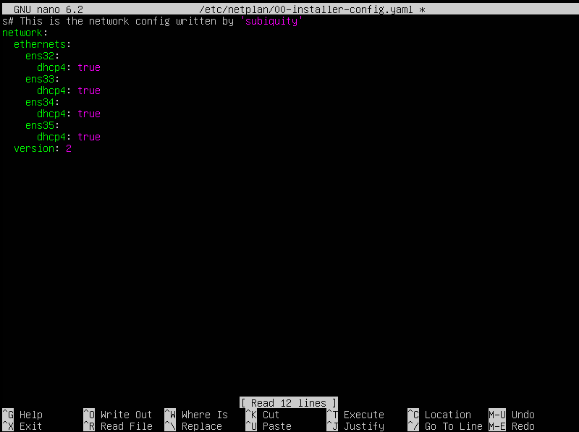 GNU nano 6.2 /etc/netplan/00-installer-config.yaml *
s# This is the network config written by 'subiquity'
network:
  ethernets:
    ens32:
      dhcp4: true
    ens33:
      dhcp4: true
    ens34:
      dhcp4: true
    ens35:
      dhcp4: true
  version: 2
[ Read 12 lines ]
^G Help ^O Write Out ^W Where Is ^K Cut ^T Execute ^C Location M-U Undo
^X Exit ^R Read File ^\ Replace ^U Paste ^J Justify ^/ Go To Line M-E Redo